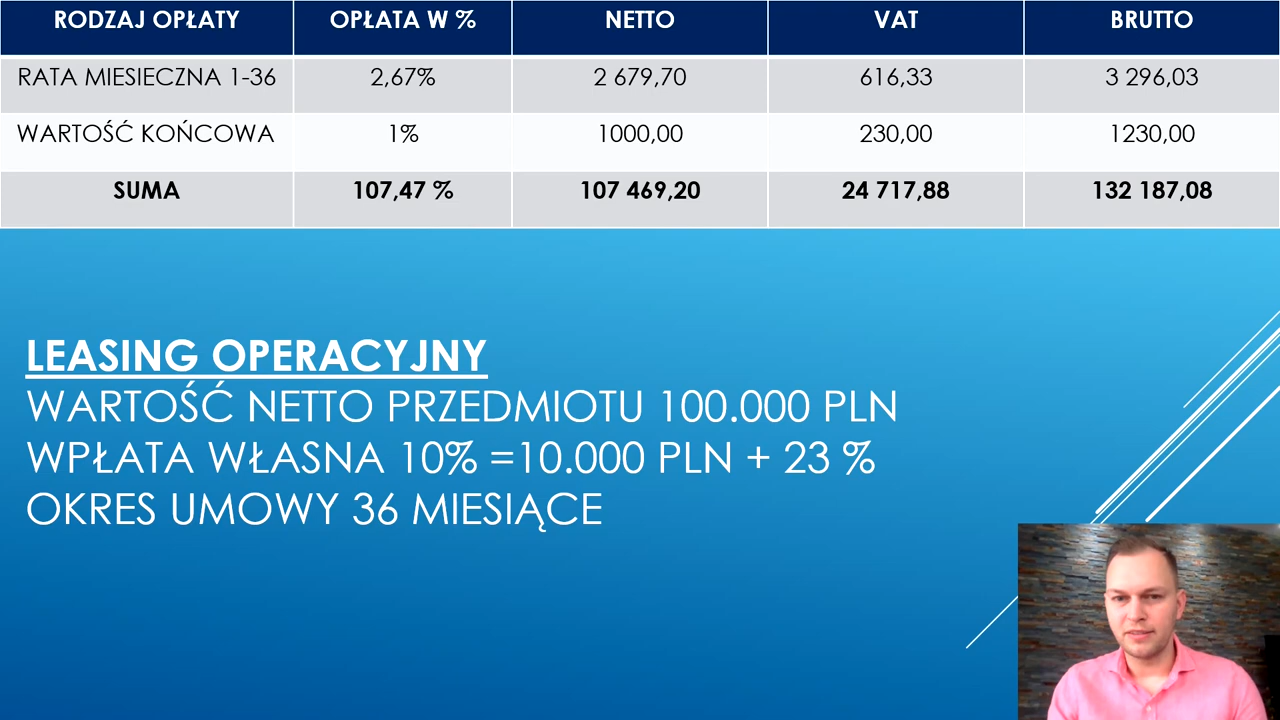 RODZAJ OPŁATY OPŁATA W % NETTO VAT BRUTTO
RATA MIESIECZNA 1-36 2,67% 2 679,70 616,33 3 296,03
WARTOŚĆ KOŃCOWA 1% 1000,00 230,00 1230,00
SUMA 107,47 % 107 469,20 24 717,88 132 187,08
LEASING OPERACYJNY
WARTOŚĆ NETTO PRZEDMIOTU 100.000 PLN
WPŁATA WŁASNA 10% =10.000 PLN + 23 %
OKRES UMOWY 36 MIESIĄCE